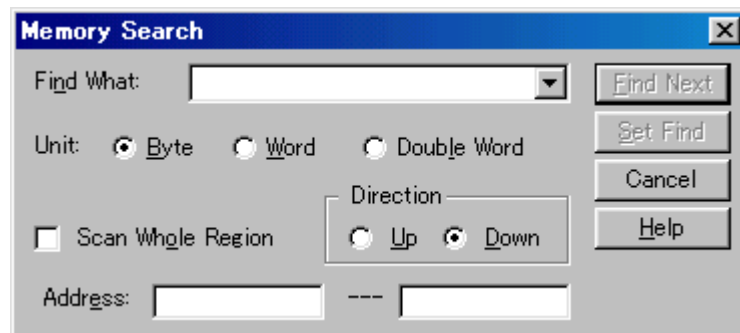 Memory Search
Find What:
Find Next
Unit: Byte Word Double Word
Set Find
Cancel
Direction
Scan Whole Region Up Down
Help
Address: ---